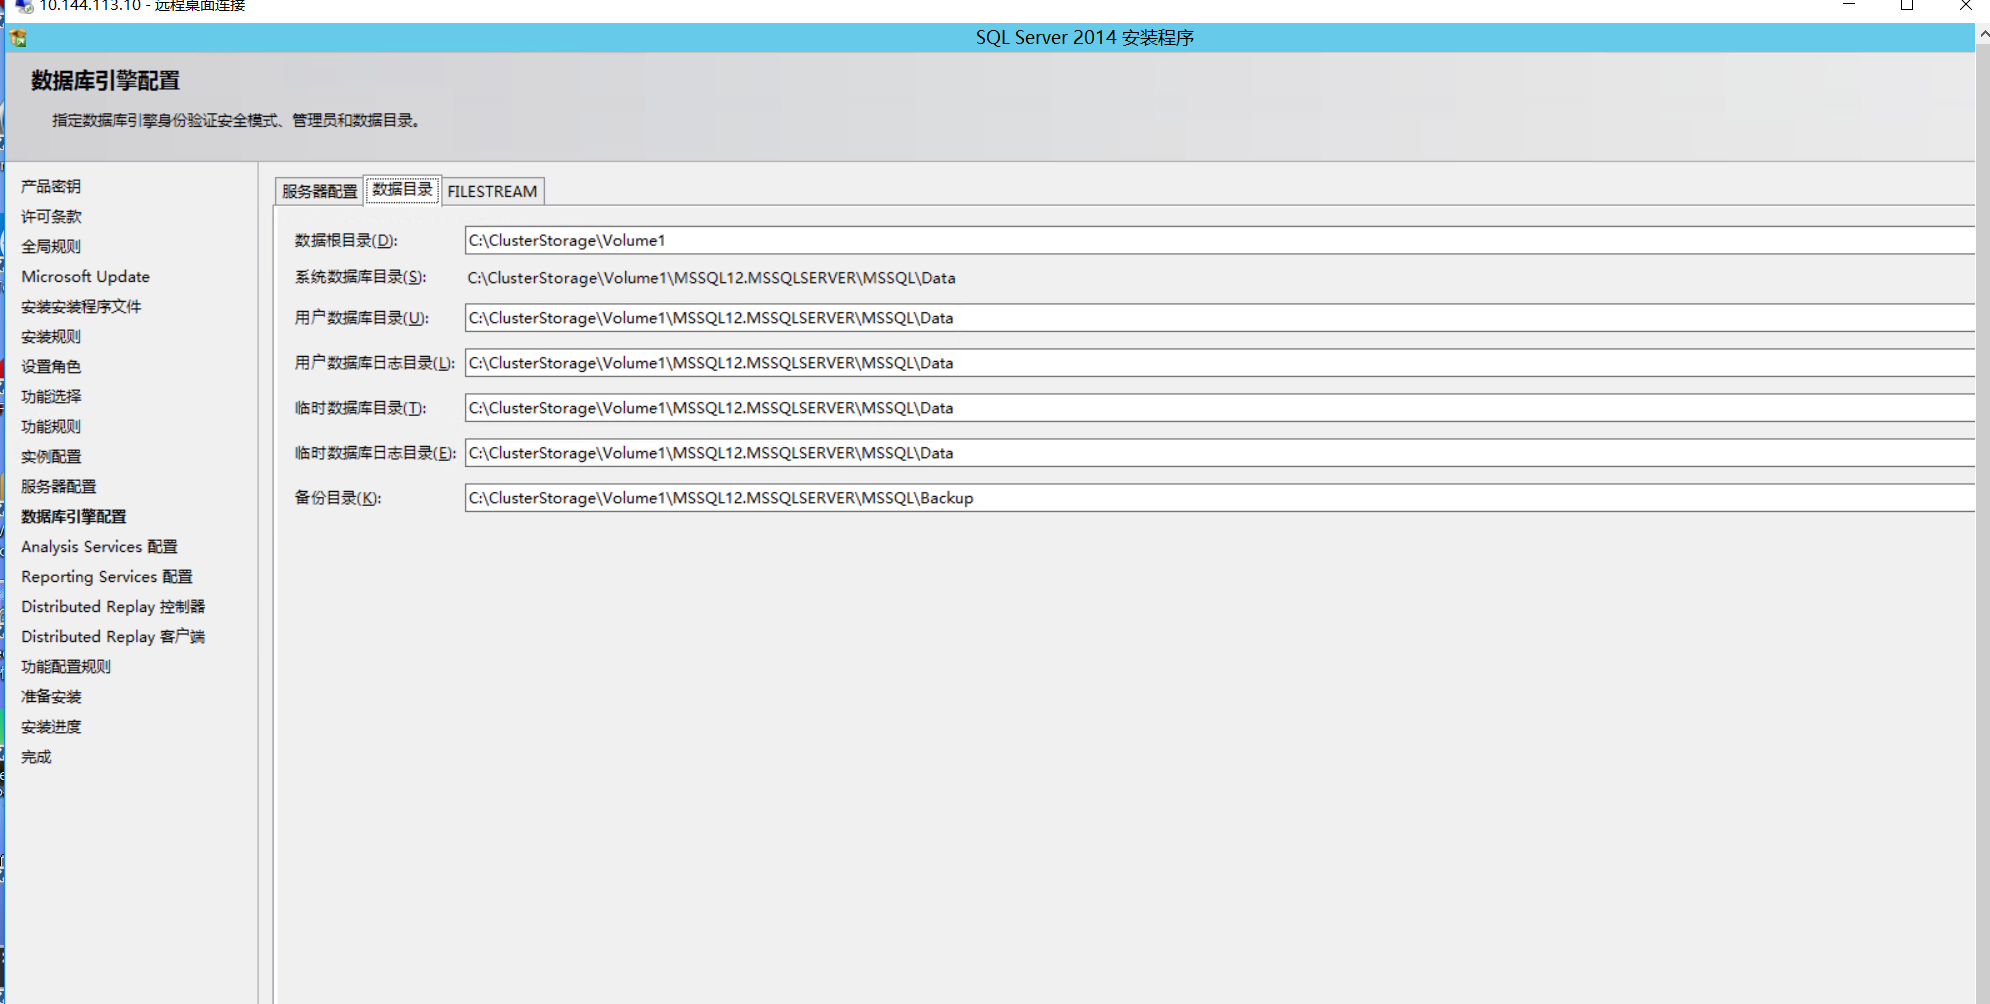 10.144.113.10 - 远程桌面连接
SQL Server 2014 安装程序
数据库引擎配置
指定数据库引擎身份验证安全模式、管理员和数据目录。
产品密钥
许可条款
全局规则
Microsoft Update
安装安装程序文件
安装规则
设置角色
功能选择
功能规则
实例配置
服务器配置
数据库引擎配置
Analysis Services 配置
Reporting Services 配置
Distributed Replay 控制器
Distributed Replay 客户端
功能配置规则
准备安装
安装进度
完成
服务器配置 数据目录 FILESTREAM
数据根目录(D): C:\ClusterStorage\Volume1
系统数据库目录(S): C:\ClusterStorage\Volume1\MSSQL12.MSSQLSERVER\MSSQL\Data
用户数据库目录(U): C:\ClusterStorage\Volume1\MSSQL12.MSSQLSERVER\MSSQL\Data
用户数据库日志目录(L): C:\ClusterStorage\Volume1\MSSQL12.MSSQLSERVER\MSSQL\Data
临时数据库目录(T): C:\ClusterStorage\Volume1\MSSQL12.MSSQLSERVER\MSSQL\Data
临时数据库日志目录(E): C:\ClusterStorage\Volume1\MSSQL12.MSSQLSERVER\MSSQL\Data
备份目录(K): C:\ClusterStorage\Volume1\MSSQL12.MSSQLSERVER\MSSQL\Backup